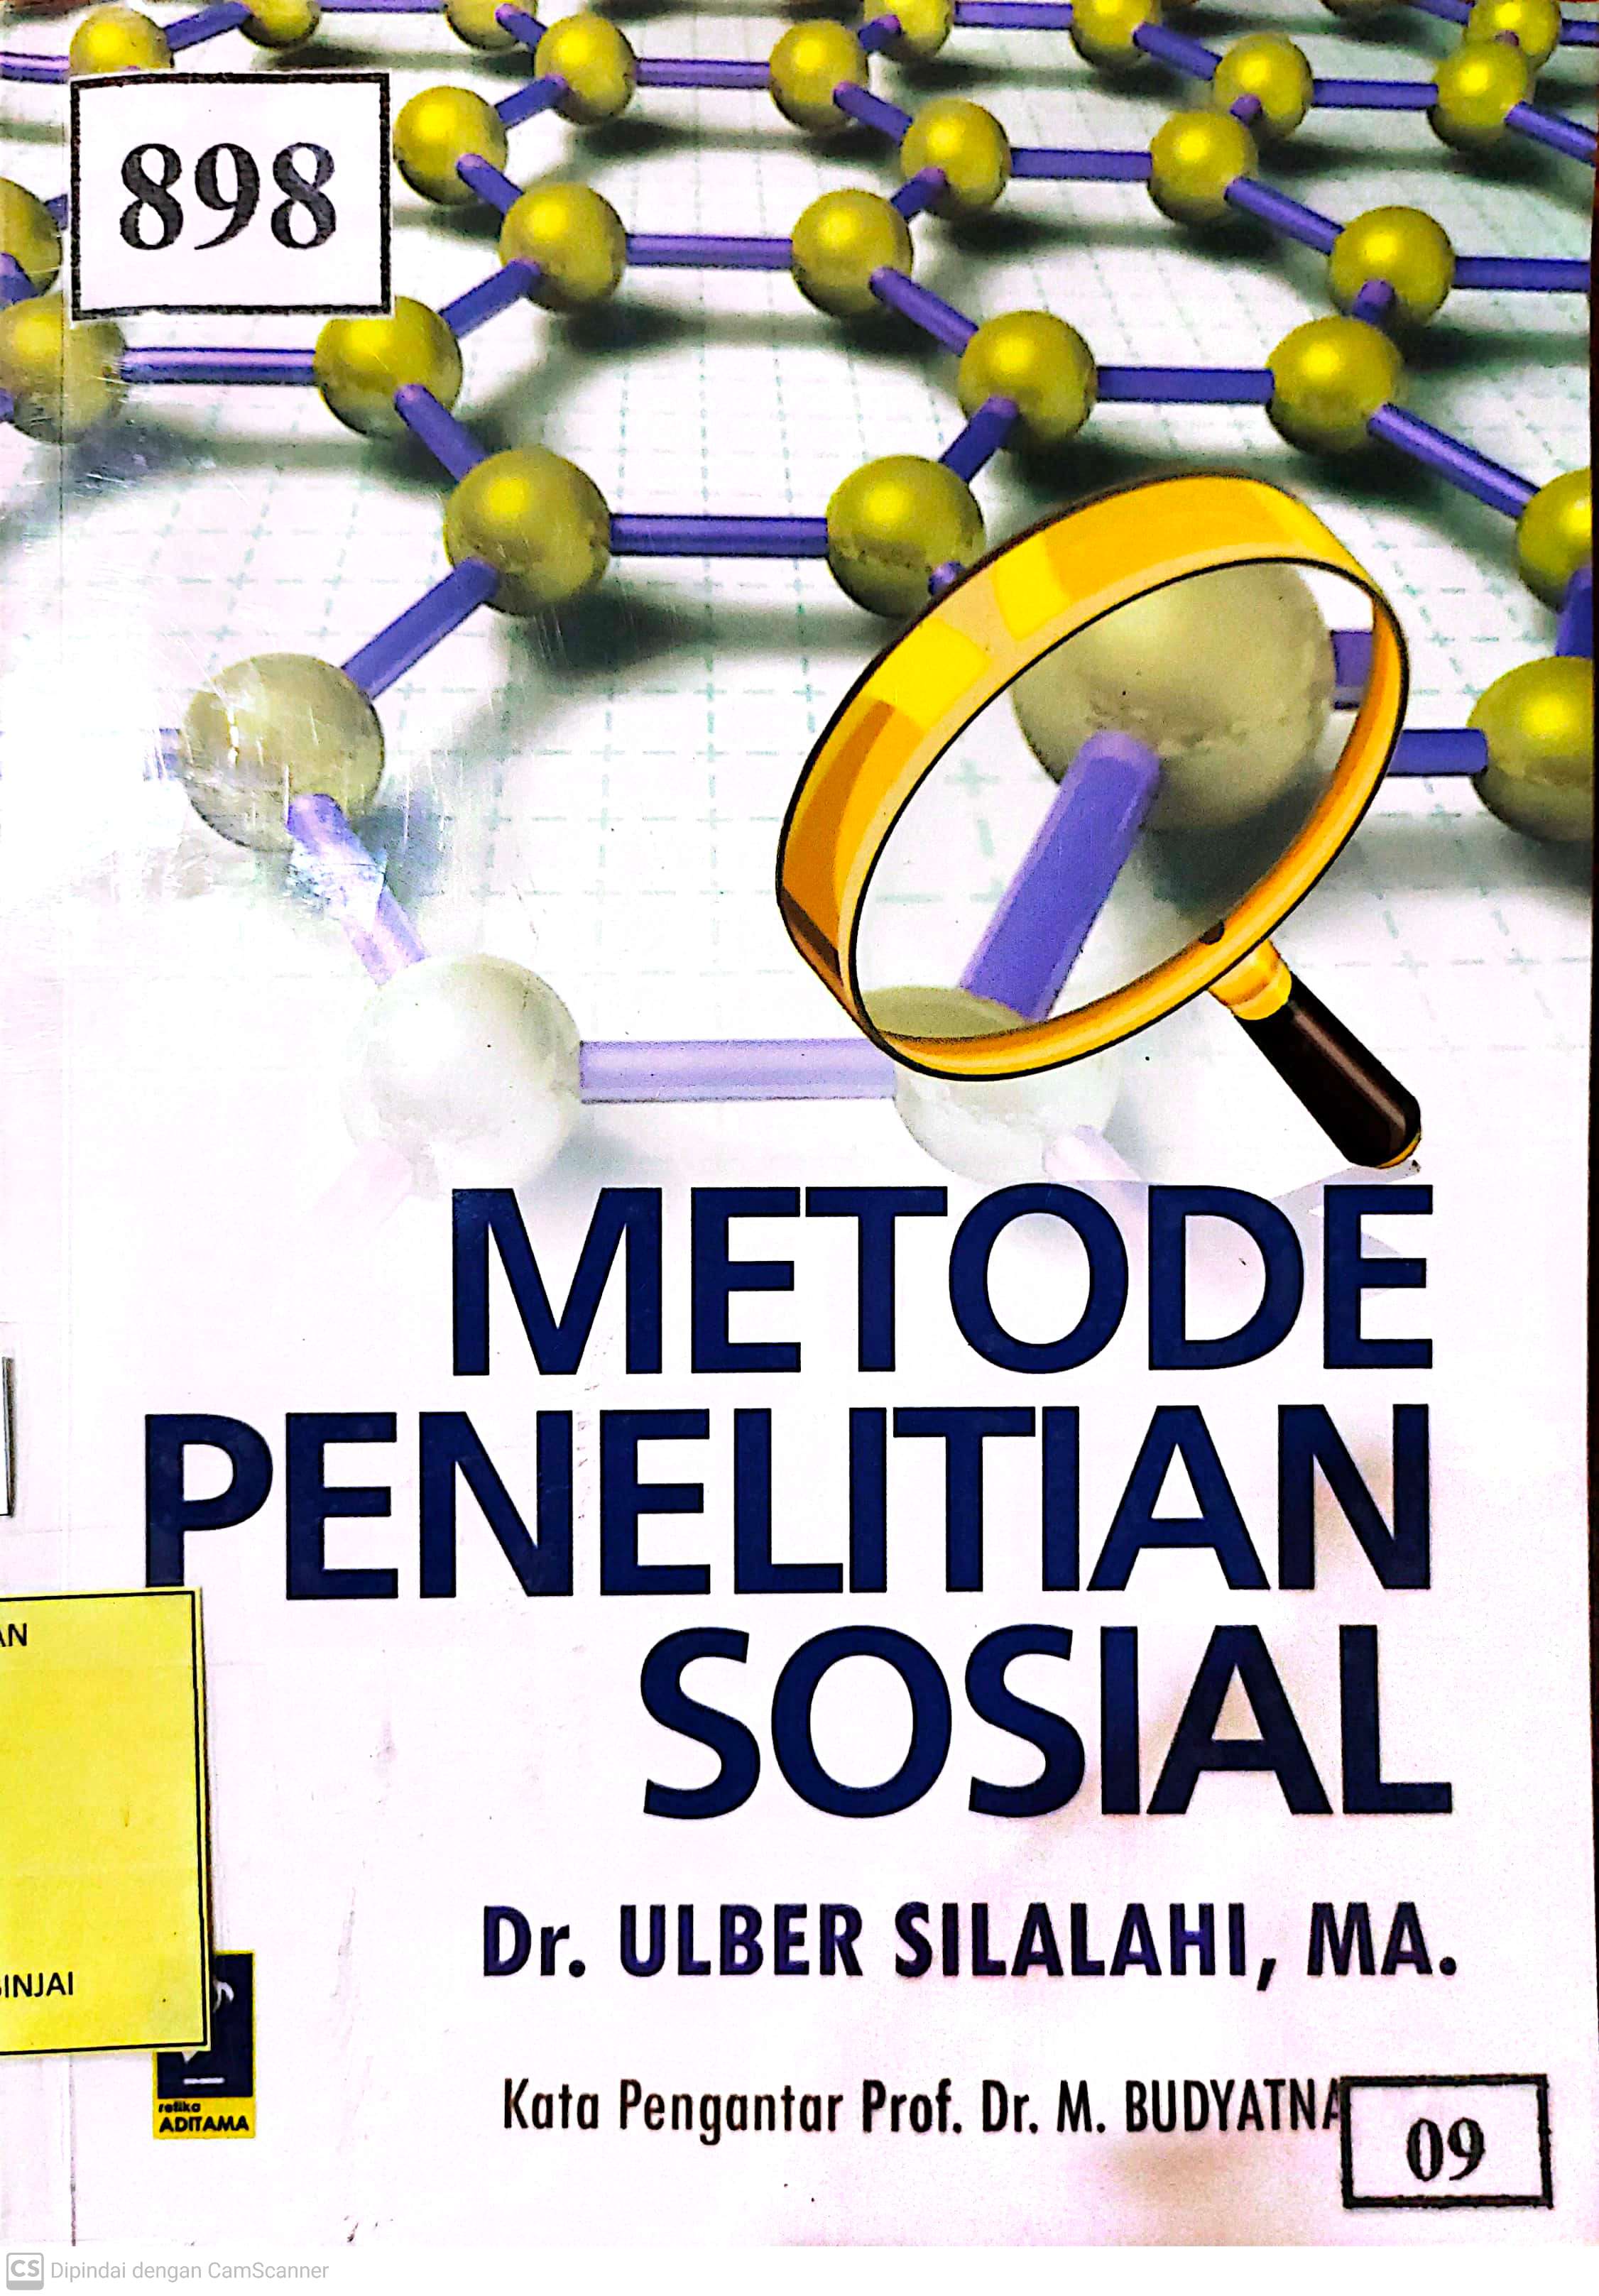 898
METODE
PENELITIAN
SOSIAL
Dr. ULBER SILALAHI, MA.
Kata Pengantar Prof. Dr. M. BUDYATNA
09
AN
INJAI
refika
ADITAMA
CS Dipindai dengan CamScanner